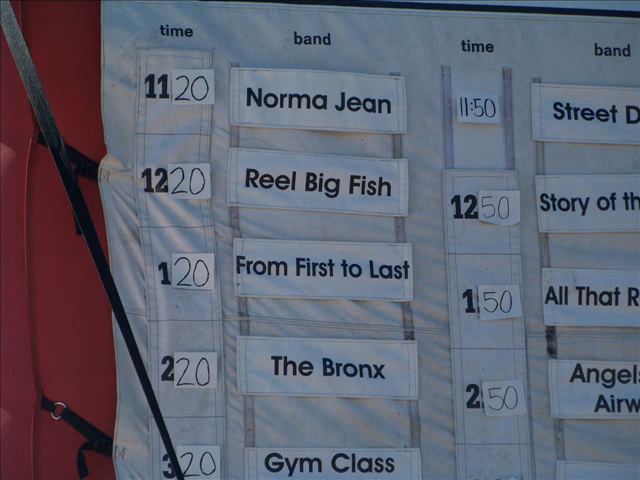 time band time band
11 20 Norma Jean 11:50 Street D
12 20 Reel Big Fish 12 50 Story of th
1 20 From First to Last 1 50 All That R
2 20 The Bronx 2 50 Angels
Airw
3 20 Gym Class